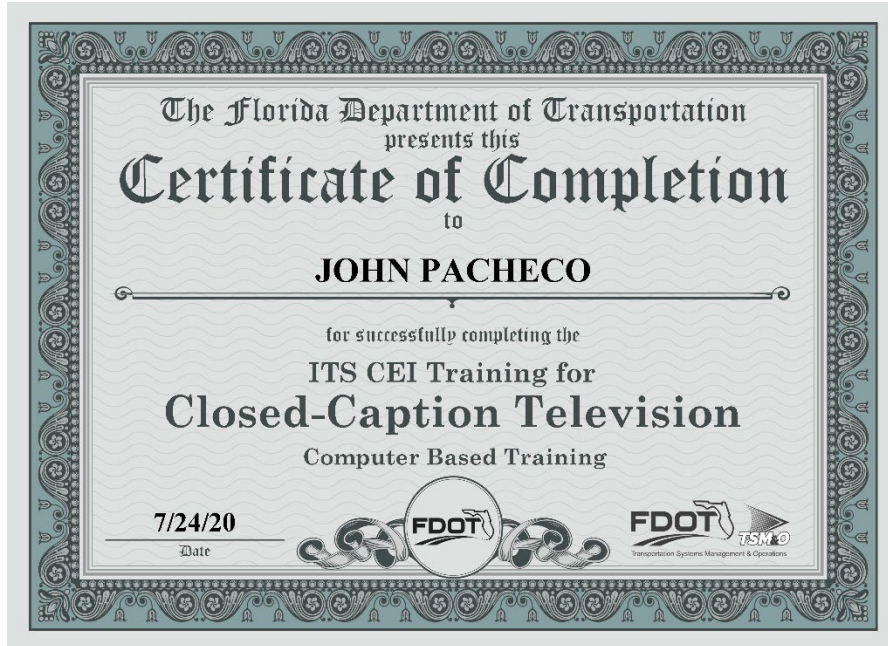 The Florida Department of Transportation
presents this
Certificate of Completion
to
JOHN PACHECO
for successfully completing the
ITS CEI Training for
Closed-Caption Television
Computer Based Training
7/24/20
Date
FDOT
FDOT
TSM&O
Transportation Systems Management & Operations